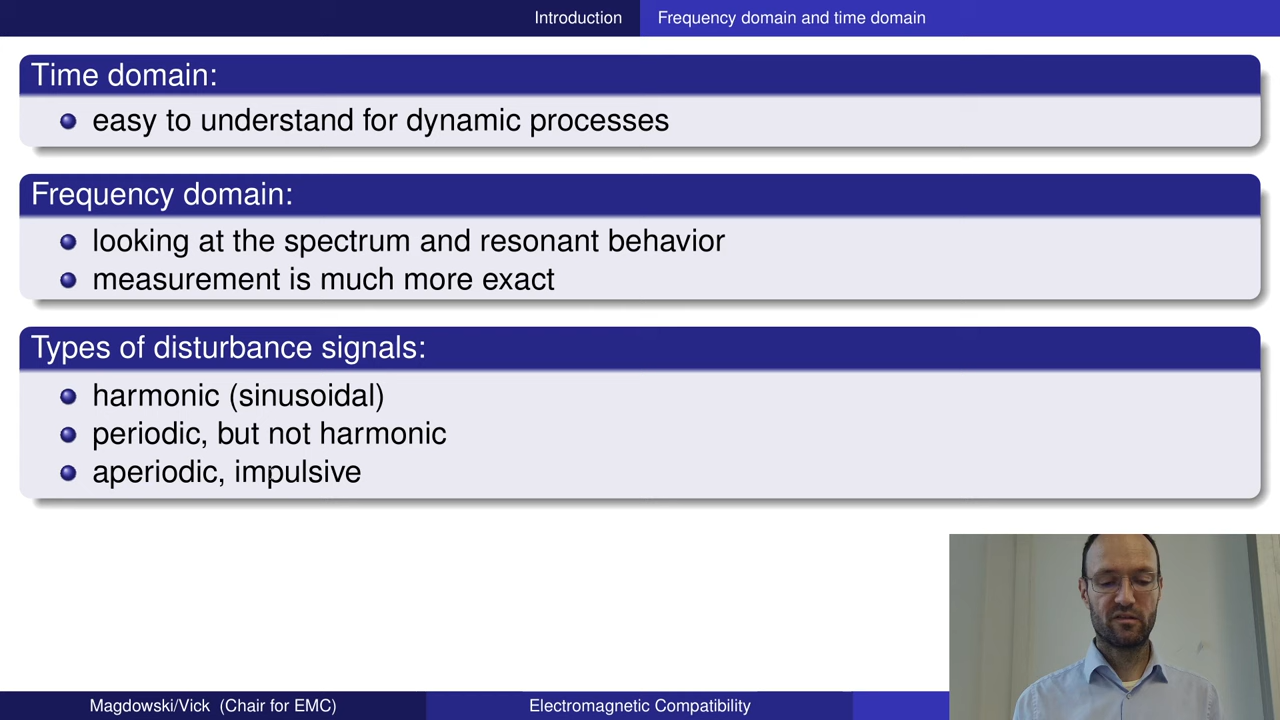 Introduction Frequency domain and time domain
Time domain:
easy to understand for dynamic processes
Frequency domain:
looking at the spectrum and resonant behavior
measurement is much more exact
Types of disturbance signals:
harmonic (sinusoidal)
periodic, but not harmonic
aperiodic, impulsive
Magdowski/Vick (Chair for EMC) Electromagnetic Compatibility